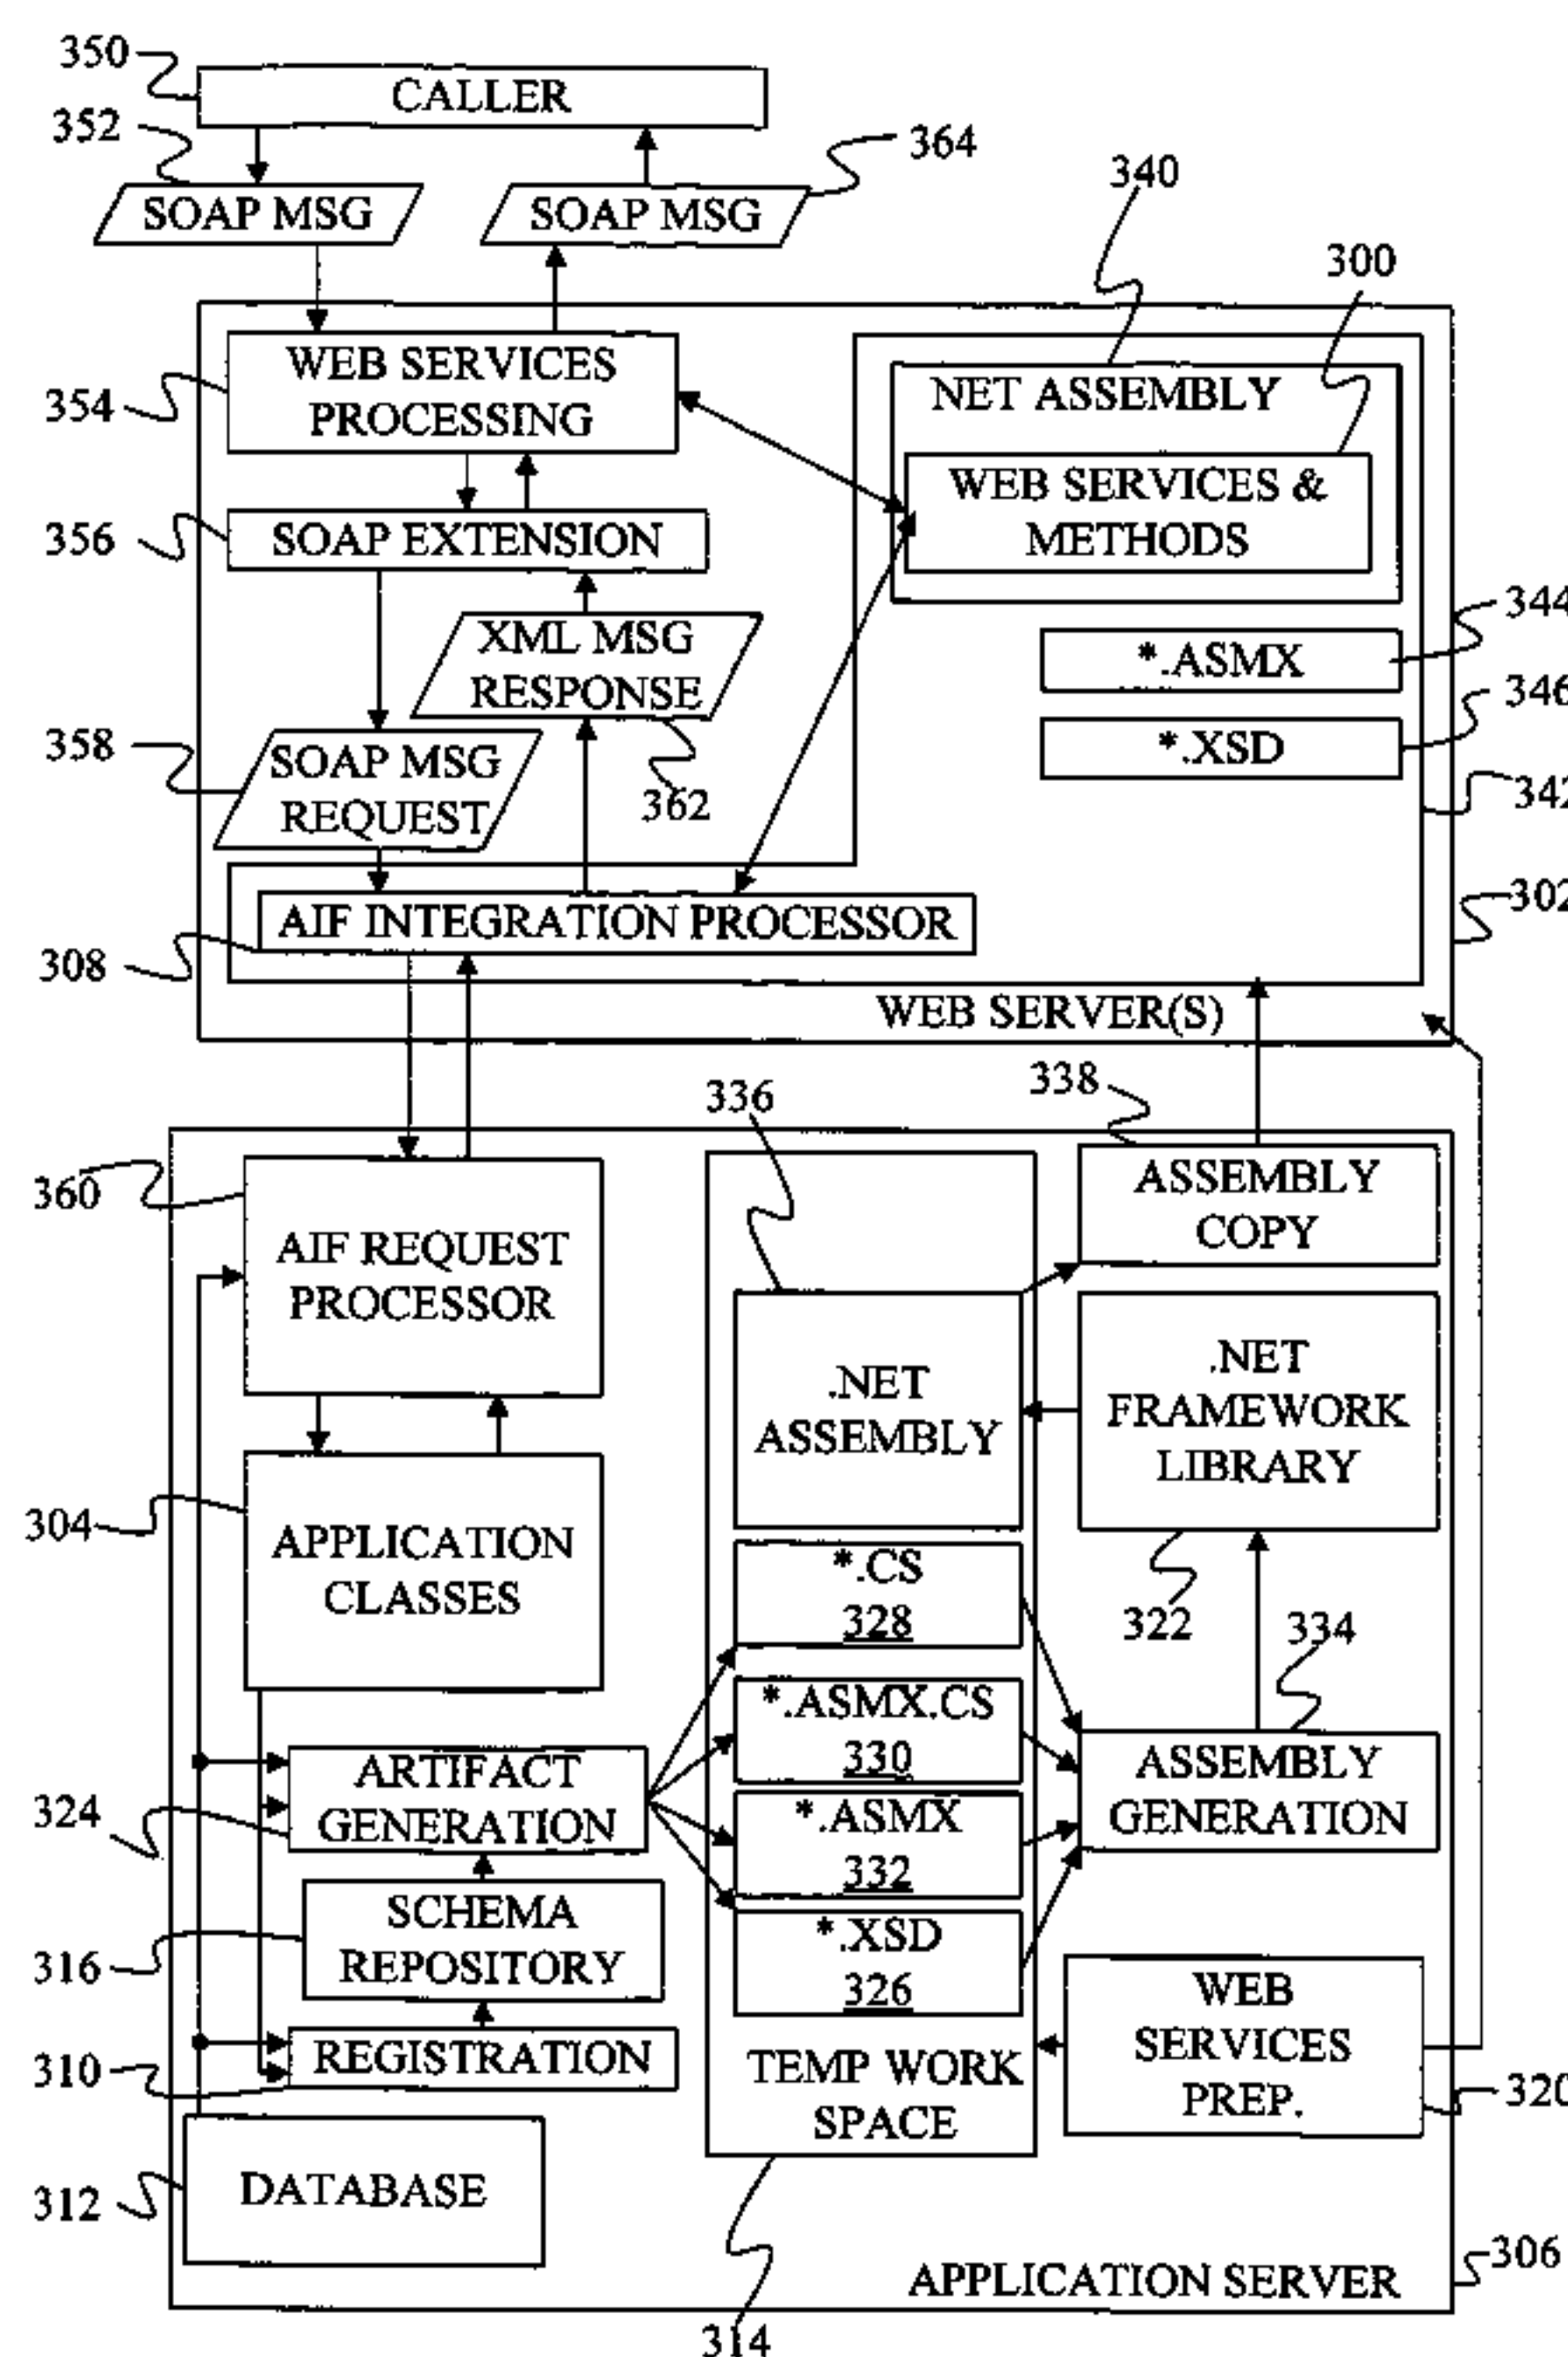 350
CALLER
352
364
SOAP MSG
SOAP MSG
340
300
WEB SERVICES
PROCESSING
354
NET ASSEMBLY
WEB SERVICES &
METHODS
356
SOAP EXTENSION
344
*.ASMX
XML MSG
RESPONSE
346
*.XSD
358
SOAP MSG
REQUEST
362
342
302
AIF INTEGRATION PROCESSOR
308
WEB SERVER(S)
336
338
360
ASSEMBLY
COPY
AIF REQUEST
PROCESSOR
.NET
ASSEMBLY
.NET
FRAMEWORK
LIBRARY
304
APPLICATION
CLASSES
*.CS
328
322
334
*.ASMX.CS
330
ARTIFACT
GENERATION
324
*.ASMX
332
ASSEMBLY
GENERATION
SCHEMA
REPOSITORY
316
*.XSD
326
WEB
SERVICES
PREP.
REGISTRATION
310
TEMP WORK
SPACE
320
312
DATABASE
306
APPLICATION SERVER
314